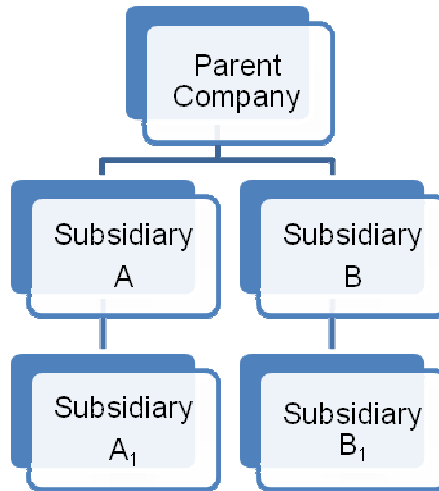 Parent
Company
Subsidiary
A
Subsidiary
B
Subsidiary
A₁
Subsidiary
B₁